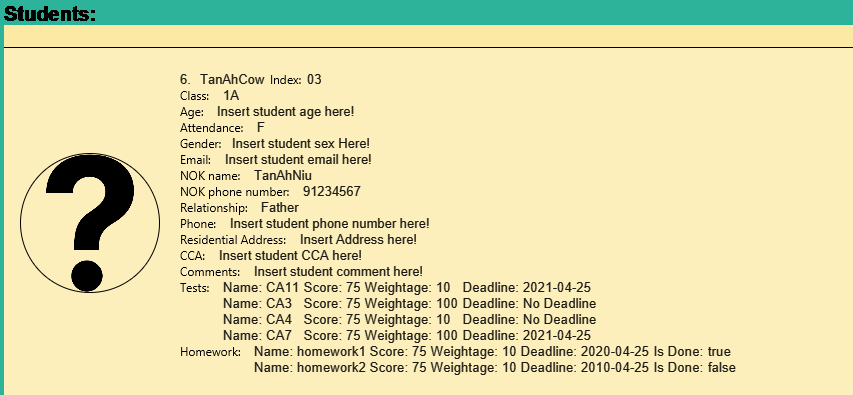 Students:
6. TanAhCow Index: 03
Class: 1A
Age: Insert student age here!
Attendance: F
Gender: Insert student sex Here!
Email: Insert student email here!
NOK name: TanAhNiu
NOK phone number: 91234567
Relationship: Father
Phone: Insert student phone number here!
Residential Address: Insert Address here!
CCA: Insert student CCA here!
Comments: Insert student comment here!
Tests: Name: CA11 Score: 75 Weightage: 10 Deadline: 2021-04-25
Name: CA3 Score: 75 Weightage: 100 Deadline: No Deadline
Name: CA4 Score: 75 Weightage: 10 Deadline: No Deadline
Name: CA7 Score: 75 Weightage: 100 Deadline: 2021-04-25
Homework: Name: homework1 Score: 75 Weightage: 10 Deadline: 2020-04-25 Is Done: true
Name: homework2 Score: 75 Weightage: 10 Deadline: 2010-04-25 Is Done: false